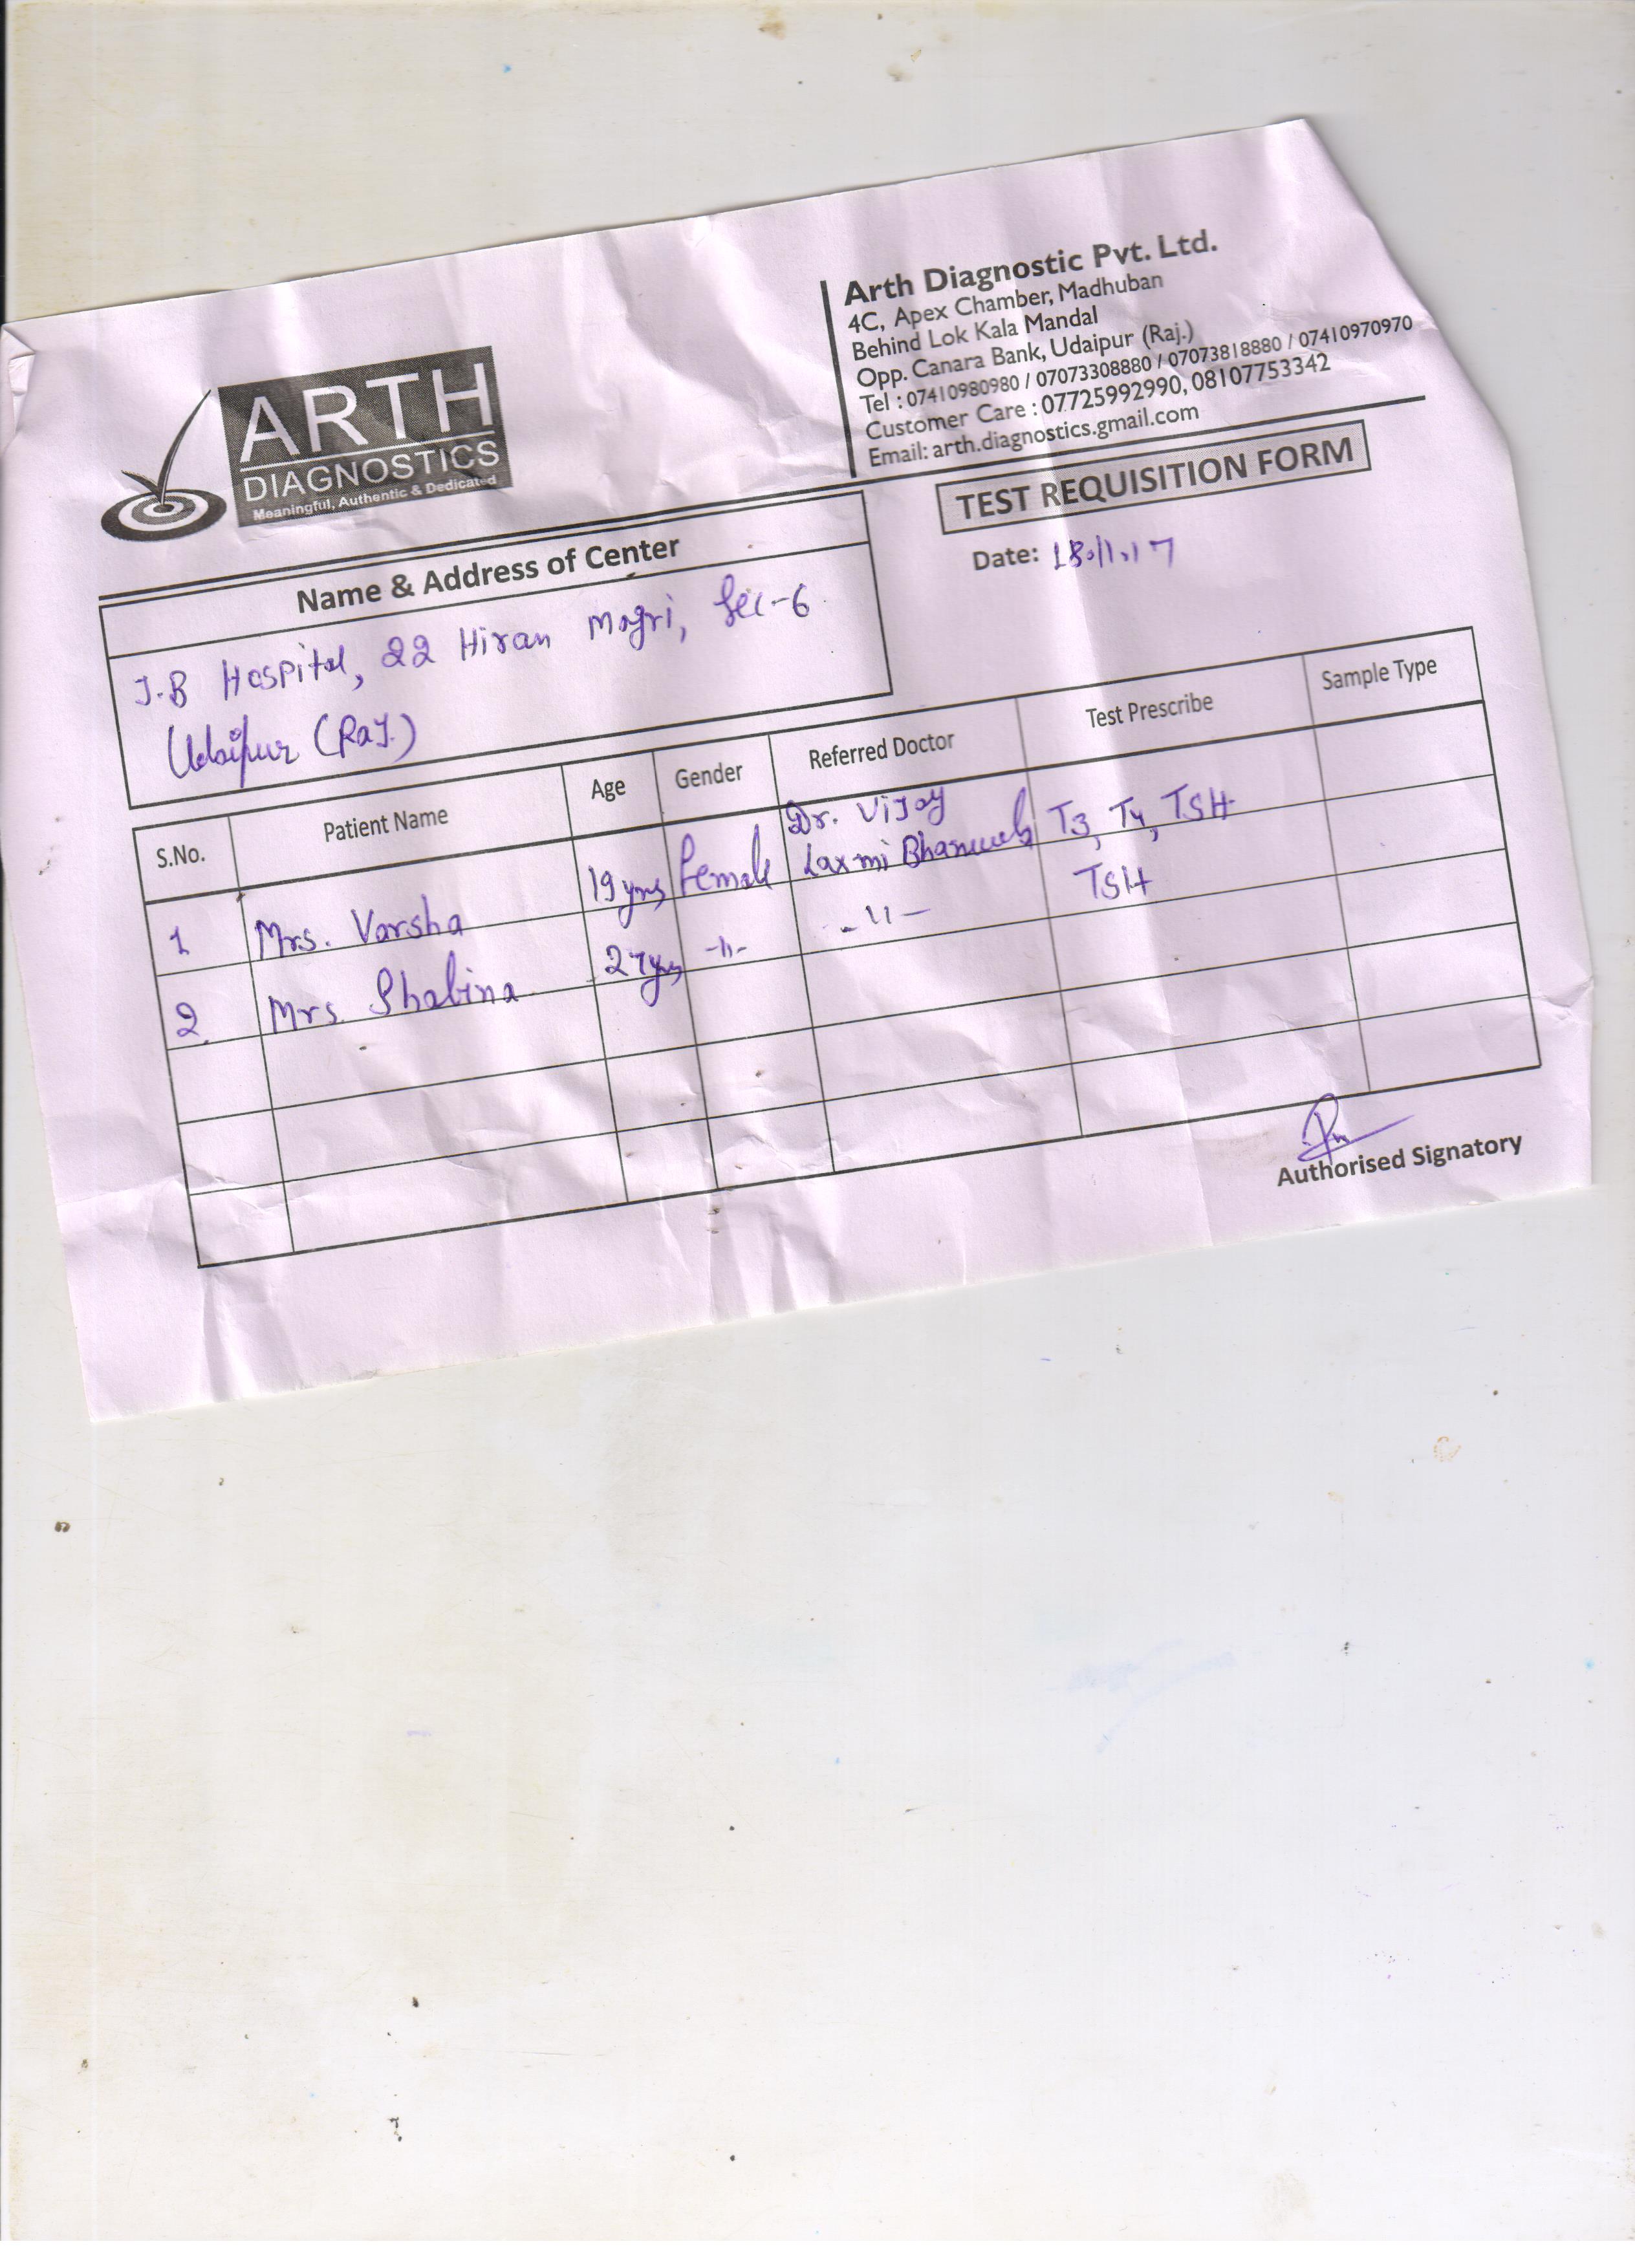 ARTH
DIAGNOSTICS
Meaningful, Authentic & Dedicated
Arth Diagnostic Pvt. Ltd.
4C, Apex Chamber, Madhuban
Behind Lok Kala Mandal
Opp. Canara Bank, Udaipur (Raj.)
Tel : 07410980980 / 07073308880 / 07073818880 / 07410970970
Customer Care : 07725992990, 08107753342
Email: arth.diagnostics.gmail.com
TEST REQUISITION FORM
Date: 18.1.17
Name & Address of Center
J.B Hospital, 22 Hiran Magri, Sec-6
Udaipur (Raj.)
S.No. Patient Name Age Gender Referred Doctor Test Prescribe Sample Type
1 Mrs. Varsha 19 yrs Female Dr. Vijay Laxmi T3, T4, TSH
2. Mrs. Shabina 27 yrs -11- -11- TSH
Authorised Signatory